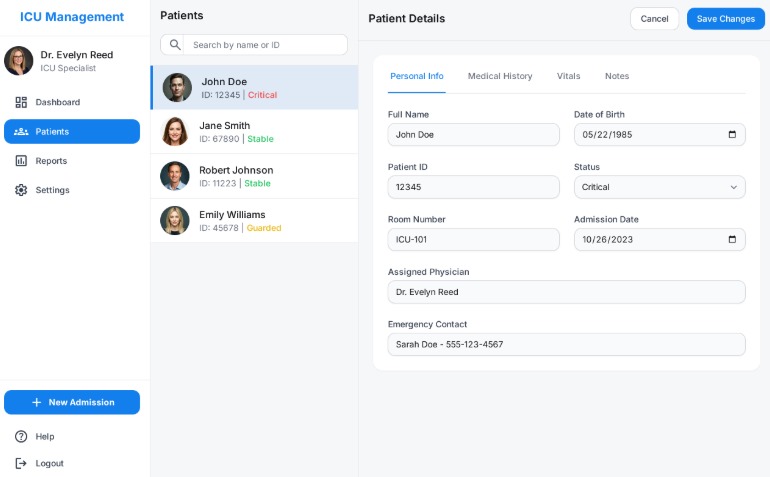 ICU Management
Dr. Evelyn Reed
ICU Specialist
Dashboard
Patients
Reports
Settings
New Admission
Help
Logout
Patients
Search by name or ID
John Doe
ID: 12345 | Critical
Jane Smith
ID: 67890 | Stable
Robert Johnson
ID: 11223 | Stable
Emily Williams
ID: 45678 | Guarded
Patient Details
Cancel
Save Changes
Personal Info
Medical History
Vitals
Notes
Full Name
John Doe
Date of Birth
05/22/1985
Patient ID
12345
Status
Critical
Room Number
ICU-101
Admission Date
10/26/2023
Assigned Physician
Dr. Evelyn Reed
Emergency Contact
Sarah Doe - 555-123-4567